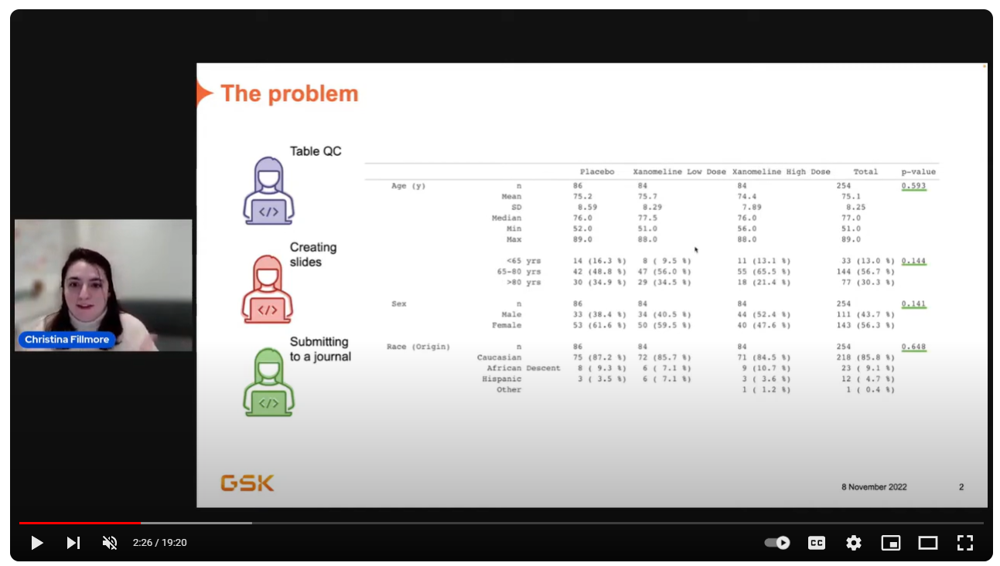 The problem
Table QC
Creating
slides
Submitting
to a journal
Placebo Xanomeline Low Dose Xanomeline High Dose Total p-value
Age (y) n 86 84 84 254 0.593
Mean 75.2 75.7 74.4 75.1
SD 8.59 8.29 7.89 8.25
Median 76.0 77.5 76.0 77.0
Min 52.0 51.0 56.0 51.0
Max 89.0 88.0 88.0 89.0
<65 yrs 14 (16.3 %) 8 ( 9.5 %) 11 (13.1 %) 33 (13.0 %) 0.144
65-80 yrs 42 (48.8 %) 47 (56.0 %) 55 (65.5 %) 144 (56.7 %)
>80 yrs 30 (34.9 %) 29 (34.5 %) 18 (21.4 %) 77 (30.3 %)
Sex n 86 84 84 254 0.141
Male 33 (38.4 %) 34 (40.5 %) 44 (52.4 %) 111 (43.7 %)
Female 53 (61.6 %) 50 (59.5 %) 40 (47.6 %) 143 (56.3 %)
Race (Origin) n 86 84 84 254 0.648
Caucasian 75 (87.2 %) 72 (85.7 %) 71 (84.5 %) 218 (85.8 %)
African Descent 8 ( 9.3 %) 6 ( 7.1 %) 9 (10.7 %) 23 ( 9.1 %)
Hispanic 3 ( 3.5 %) 6 ( 7.1 %) 3 ( 3.6 %) 12 ( 4.7 %)
Other 1 ( 1.2 %) 1 ( 0.4 %)
</>
</>
</>
Christina Fillmore
GSK
8 November 2022 2
2:26 / 19:20
CC